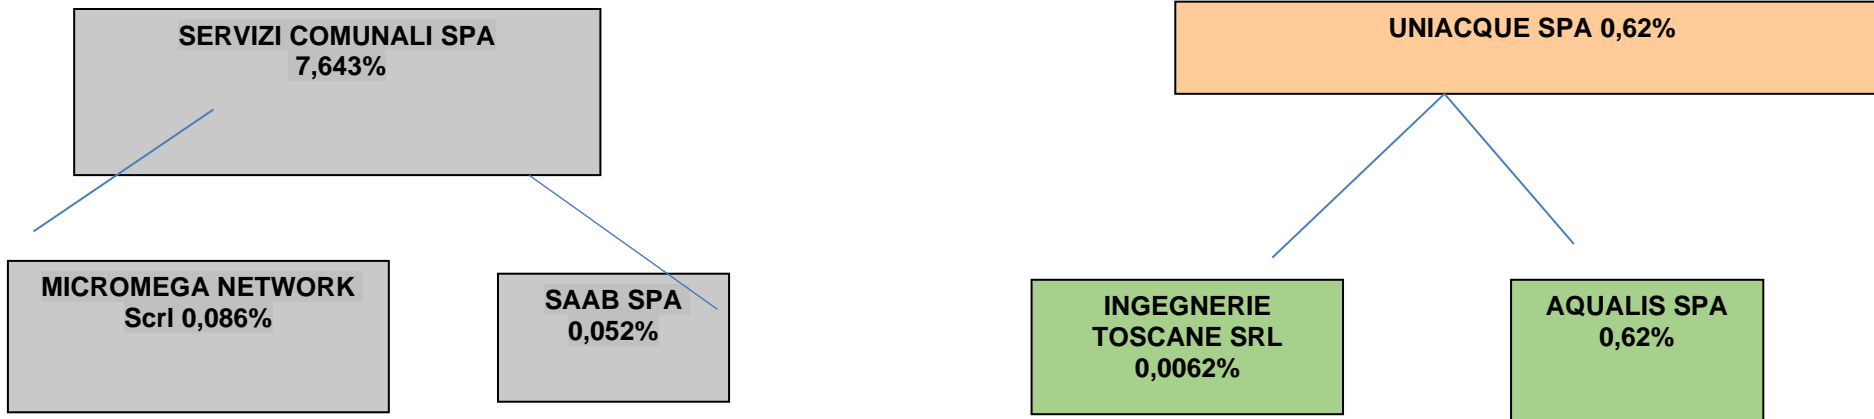 SERVIZI COMUNALI SPA
7,643%
UNIACQUE SPA 0,62%
MICROMEGA NETWORK
Scrl 0,086%
SAAB SPA
0,052%
INGEGNERIE
TOSCANE SRL
0,0062%
AQUALIS SPA
0,62%